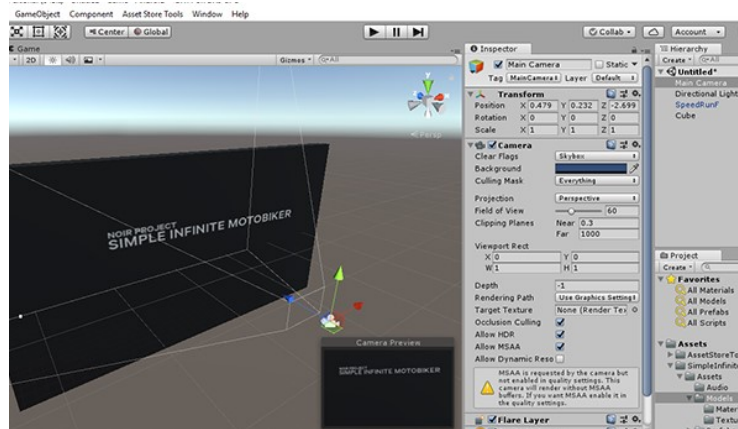 GameObject Component Asset Store Tools Window Help
Center Global Collab Account
Game
2D Gizmos All
Persp
NOIR PROJECT
SIMPLE INFINITE MOTOBIKER
Camera Preview
NOIR PROJECT
SIMPLE INFINITE MOTOBIKER
Inspector
Main Camera Static
Tag MainCamera Layer Default
Transform
Position X 0.479 Y 0.232 Z -2.699
Rotation X 0 Y 0 Z 0
Scale X 1 Y 1 Z 1
Camera
Clear Flags Skybox
Background
Culling Mask Everything
Projection Perspective
Field of View 60
Clipping Planes Near 0.3
Far 1000
Viewport Rect
X 0 Y 0
W 1 H 1
Depth -1
Rendering Path Use Graphics Setting
Target Texture None (Render Tex
Occlusion Culling
Allow HDR
Allow MSAA
Allow Dynamic Reso
MSAA is requested by the camera but
not enabled in quality settings. This
camera will render without MSAA
buffers. If you want MSAA enable it in
the quality settings.
Flare Layer
Hierarchy
Create All
Untitled*
Main Camera
Directional Light
SpeedRunF
Cube
Project
Create
Favorites
All Materials
All Models
All Prefabs
All Scripts
Assets
AssetStoreTo
SimpleInfinite
Assets
Audio
Models
Mater
Textu